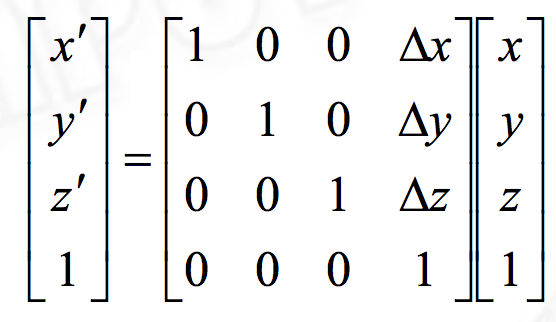 [x′] [1 0 0 Δx] [x]
[y′] [0 1 0 Δy] [y]
=
[z′] [0 0 1 Δz] [z]
[1] [0 0 0 1] [1]